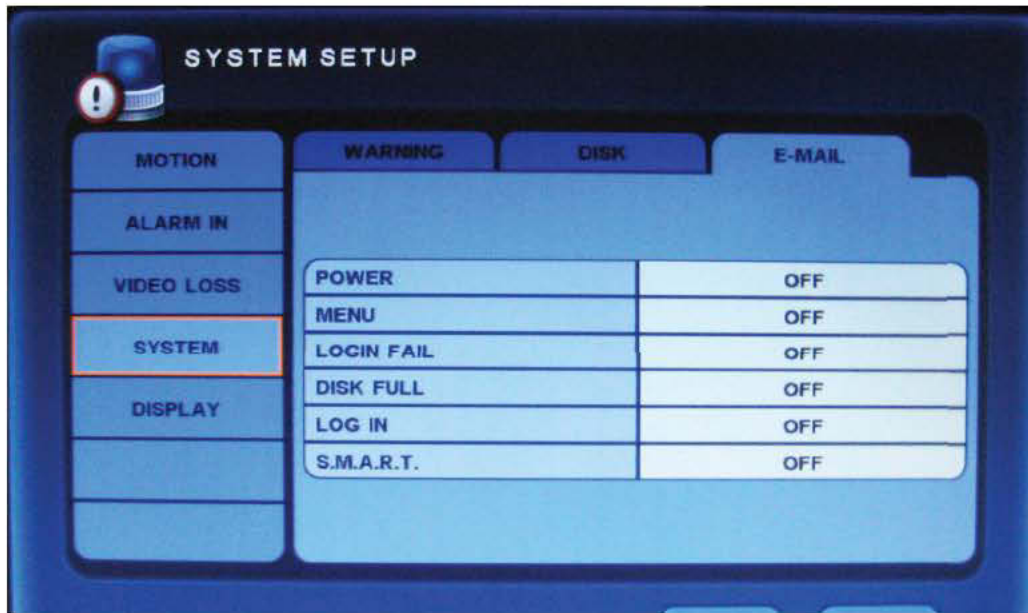 SYSTEM SETUP
MOTION
ALARM IN
VIDEO LOSS
SYSTEM
DISPLAY
WARNING DISK E-MAIL
POWER OFF
MENU OFF
LOGIN FAIL OFF
DISK FULL OFF
LOG IN OFF
S.M.A.R.T. OFF